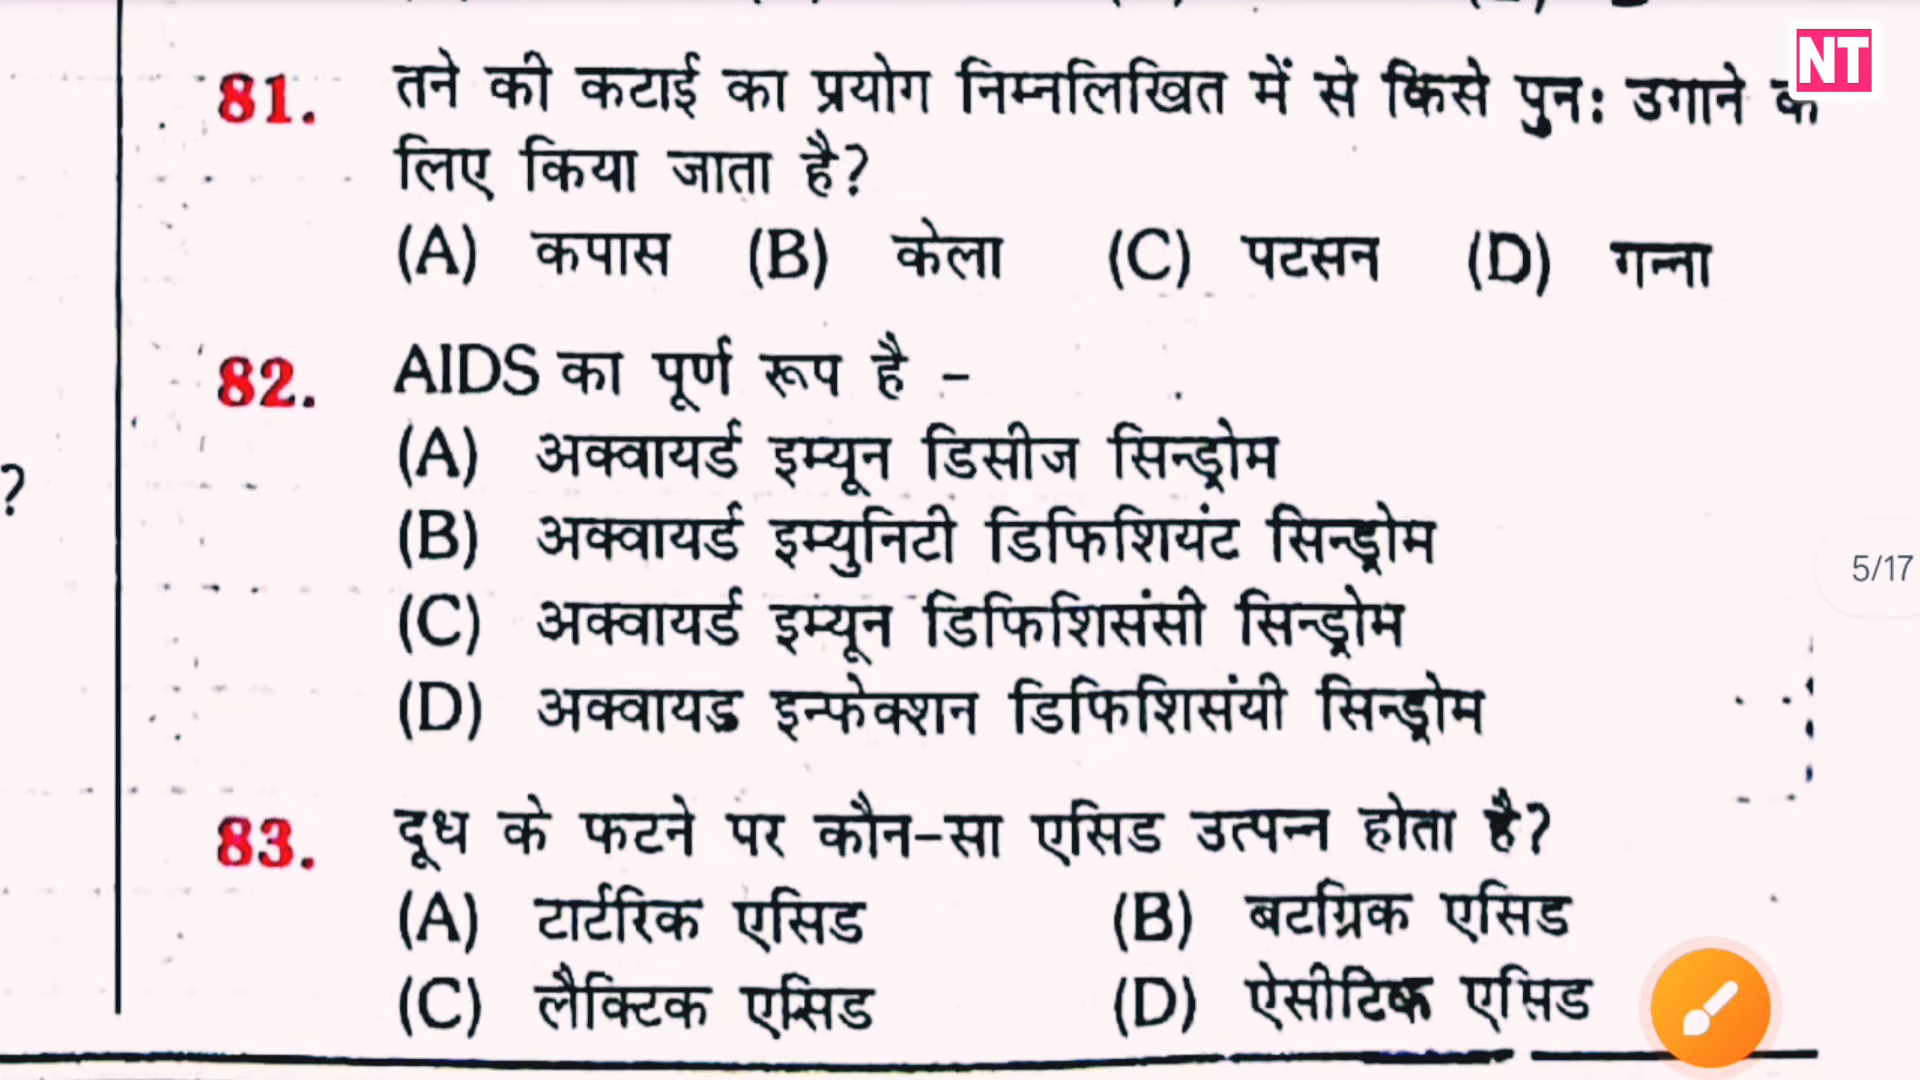 NT
81. तने की कटाई का प्रयोग निम्नलिखित में से किसे पुनः उगाने के
लिए किया जाता है?
(A) कपास (B) केला (C) पटसन (D) गन्ना
82. AIDS का पूर्ण रूप है –
(A) अक्वायर्ड इम्यून डिसीज सिन्ड्रोम
(B) अक्वायर्ड इम्युनिटी डिफिशियंट सिन्ड्रोम
?
5/17
(C) अक्वायर्ड इम्यून डिफिशिसंसी सिन्ड्रोम
(D) अक्वायड इन्फेक्शन डिफिशिसंयी सिन्ड्रोम
83. दूध के फटने पर कौन-सा एसिड उत्पन्न होता है?
(A) टार्टरिक एसिड (B) बटग्रिक एसिड
(C) लैक्टिक एसिड (D) ऐसीटिक एसिड